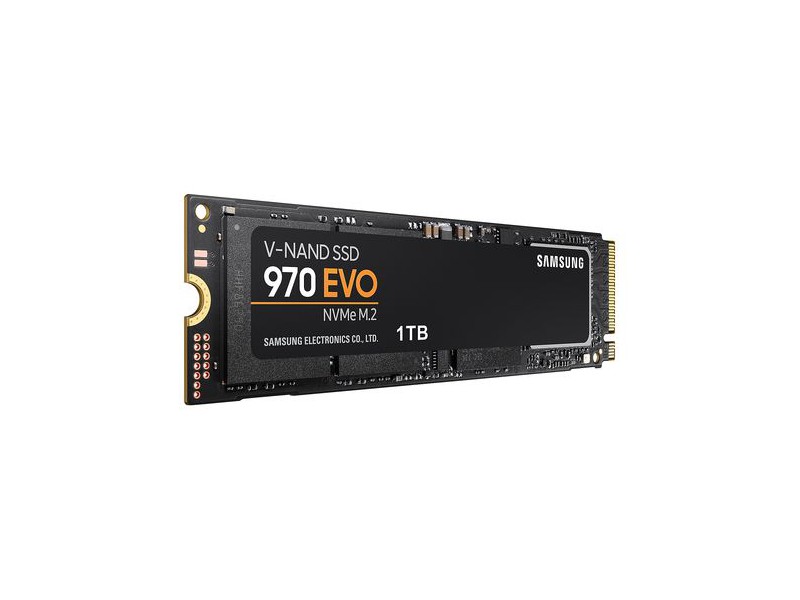 V-NAND SSD
970 EVO
NVMe M.2
SAMSUNG ELECTRONICS CO., LTD.
1TB
SAMSUNG